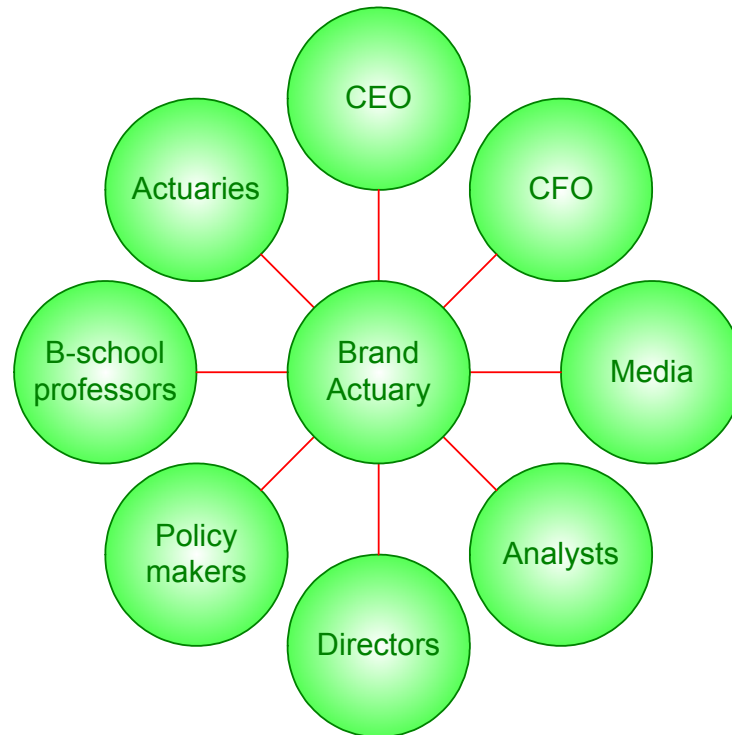 CEO
Actuaries
CFO
B-school
professors
Brand
Actuary
Media
Policy
makers
Analysts
Directors